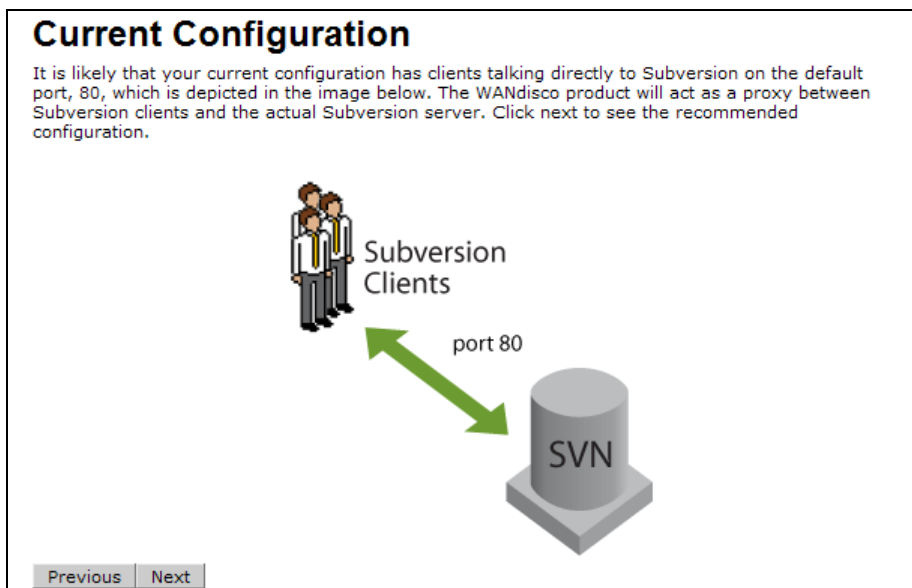 Current Configuration
It is likely that your current configuration has clients talking directly to Subversion on the default
port, 80, which is depicted in the image below. The WANdisco product will act as a proxy between
Subversion clients and the actual Subversion server. Click next to see the recommended
configuration.
Subversion
Clients
port 80
SVN
Previous Next